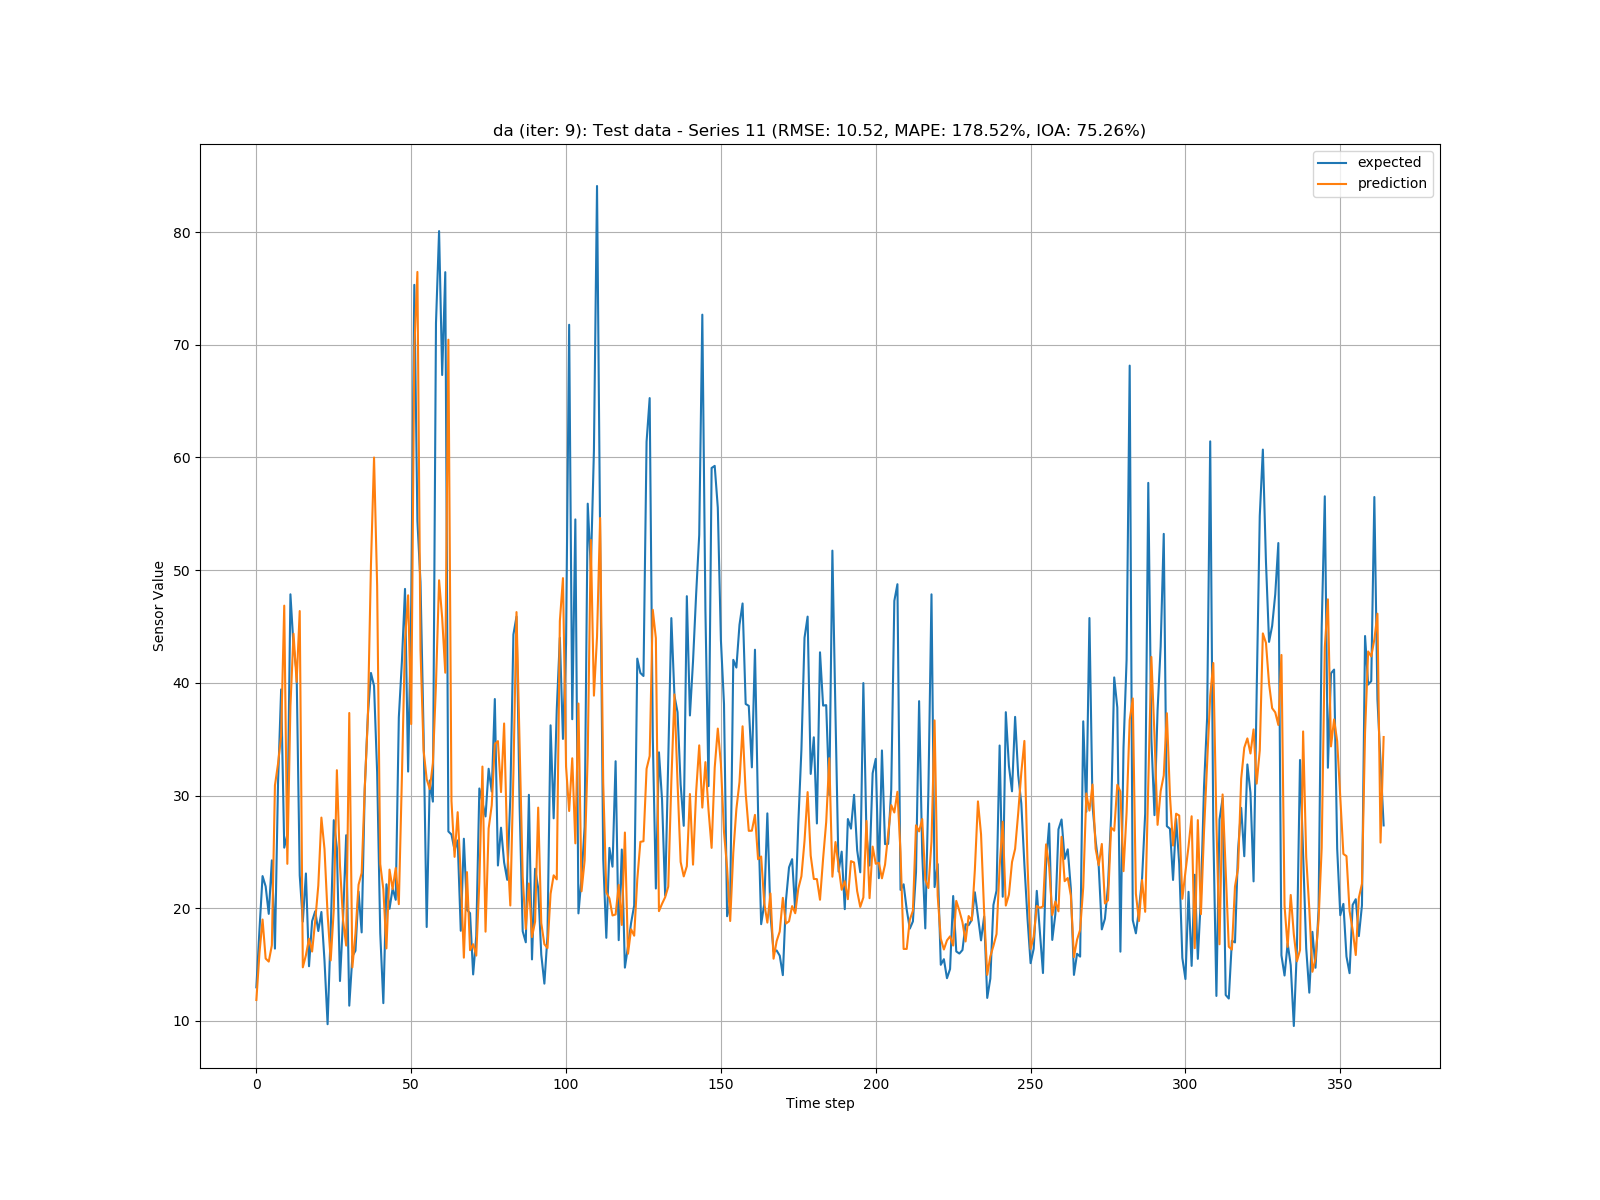 da (iter: 9): Test data - Series 11 (RMSE: 10.52, MAPE: 178.52%, IOA: 75.26%)
expected
prediction
80
70
60
50
40
30
20
10
Sensor Value
0 50 100 150 200 250 300 350
Time step